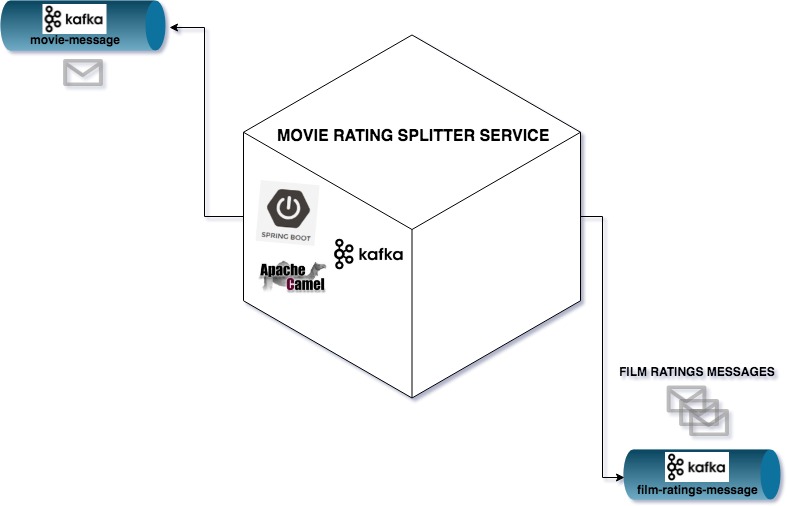 kafka
movie-message
MOVIE RATING SPLITTER SERVICE
SPRING BOOT
kafka
Apache
Camel
FILM RATINGS MESSAGES
kafka
film-ratings-message